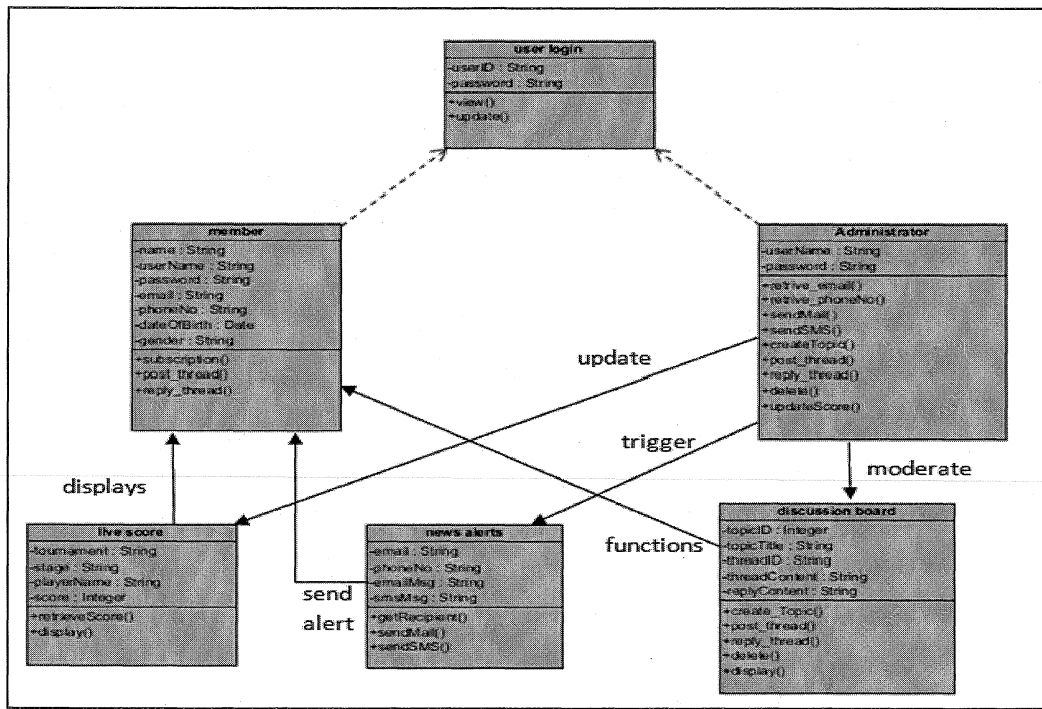 user login
-userID : String
-password : String
+view()
+update()
member
-name : String
-userName : String
-password : String
-email : String
-phoneNo : String
-dateOfBirth : Date
-gender : String
+subscription()
+post_thread()
+reply_thread()
Administrator
-userName : String
-password : String
+retrive_email()
+retrive_phoneNo()
+sendMail()
+sendSMS()
+createTopic()
+post_thread()
+reply_thread()
+delete()
+updateScore()
update
trigger
moderate
displays
functions
send
alert
live score
-tournament : String
-stage : String
-playerName : String
-score : Integer
+retrieveScore()
+display()
news alerts
-email : String
-phoneNo : String
-emailMsg : String
-smsMsg : String
+getRecipient()
+sendMail()
+sendSMS()
discussion board
-topicID : Integer
-topicTitle : String
-threadID : String
-threadContent : String
-replyContent : String
+create_Topic()
+post_thread()
+reply_thread()
+delete()
+display()